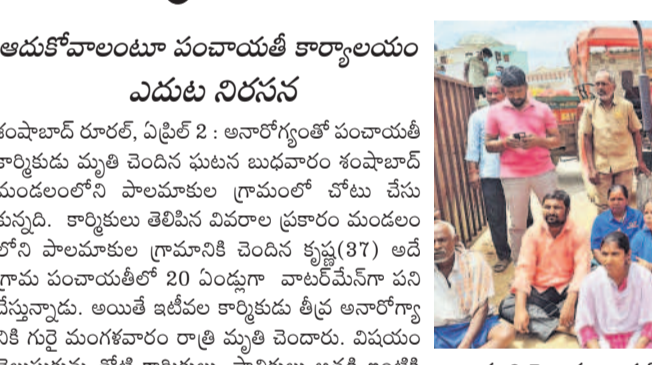 ఆదుకోవాలంటూ పంచాయతీ కార్యాలయం
ఎదుట నిరసన
శంషాబాద్ రూరల్, ఏప్రిల్ 2 : అనారోగ్యంతో పంచాయతీ
కార్మికుడు మృతి చెందిన ఘటన బుధవారం శంషాబాద్
మండలంలోని పాలమాకుల గ్రామంలో చోటు చేసు
కున్నది. కార్మికులు తెలిపిన వివరాల ప్రకారం మండలం
లోని పాలమాకుల గ్రామానికి చెందిన కృష్ణ(37) అదే
గ్రామ పంచాయతీలో 20 ఏండ్లుగా వాటర్‌మేన్‌గా పని
చేస్తున్నాడు. అయితే ఇటీవల కార్మికుడు తీవ్ర అనారోగ్యా
నికి గురై మంగళవారం రాత్రి మృతి చెందారు. విషయం